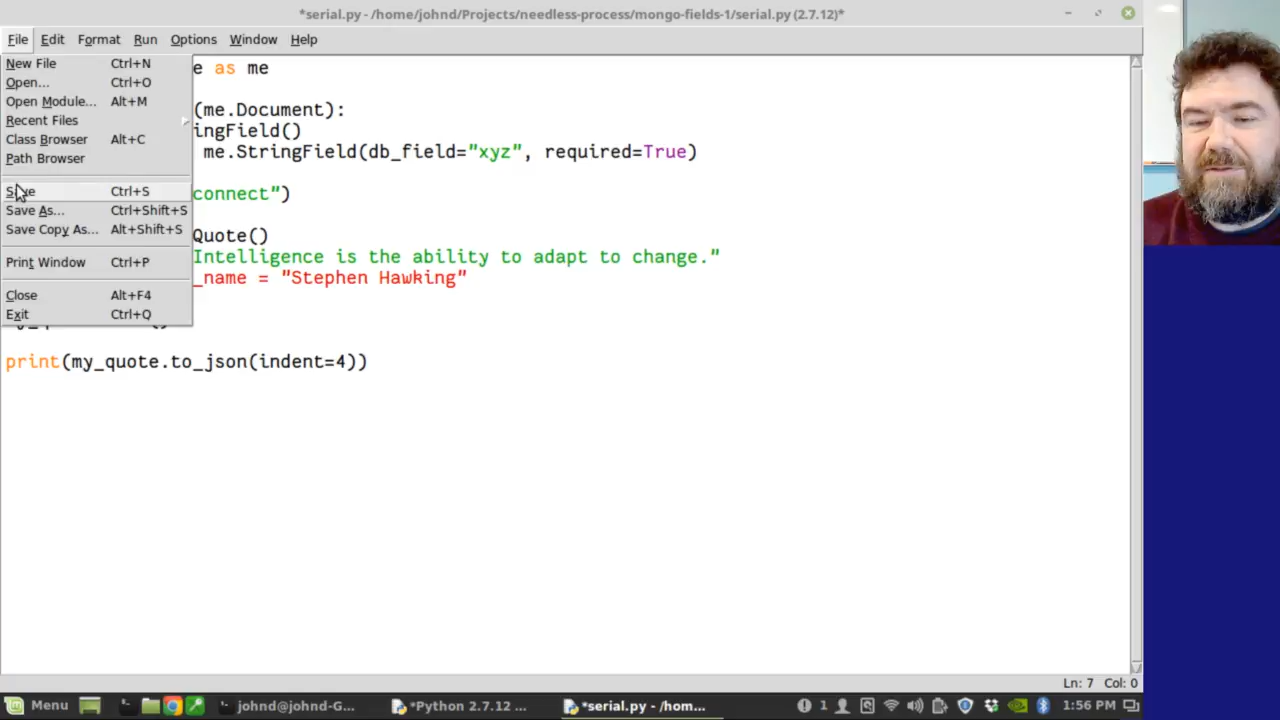 *serial.py - /home/johnd/Projects/needless-process/mongo-fields-1/serial.py (2.7.12)*
File Edit Format Run Options Window Help
New File Ctrl+N
Open... Ctrl+O
Open Module... Alt+M
Recent Files
Class Browser Alt+C
Path Browser
Save Ctrl+S
Save As... Ctrl+Shift+S
Save Copy As... Alt+Shift+S
Print Window Ctrl+P
Close Alt+F4
Exit Ctrl+Q
e as me
(me.Document):
ingField()
me.StringField(db_field="xyz", required=True)
connect")
Quote()
Intelligence is the ability to adapt to change."
_name = "Stephen Hawking"
print(my_quote.to_json(indent=4))
Ln: 7 Col: 0
Menu johnd@johnd-G... *Python 2.7.12 ... *serial.py - /hom... 1 1:56 PM